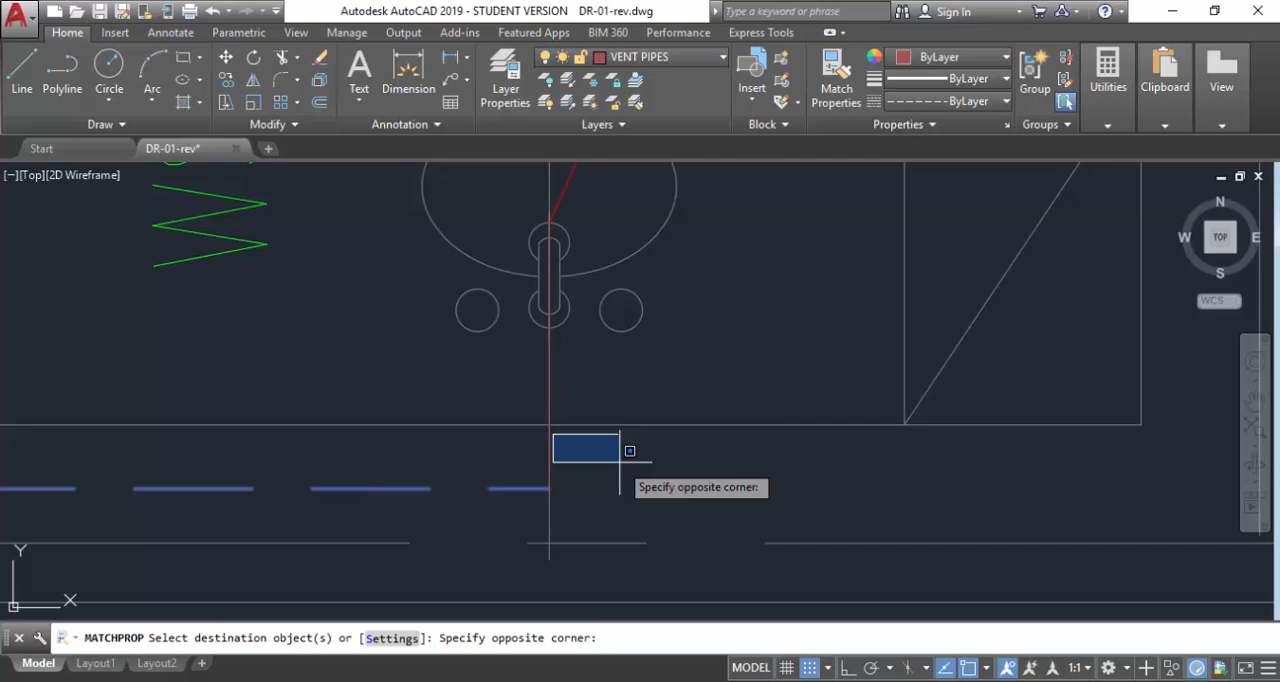 Autodesk AutoCAD 2019 - STUDENT VERSION DR-01-rev.dwg
Type a keyword or phrase
Sign In
Home Insert Annotate Parametric View Manage Output Add-ins Featured Apps BIM 360 Performance Express Tools
VENT PIPES
ByLayer
ByLayer
ByLayer
Line Polyline Circle Arc Text Dimension Layer Properties Insert Match Properties Group Utilities Clipboard View
Draw Modify Annotation Layers Block Properties Groups
Start DR-01-rev*
[−][Top][2D Wireframe]
N
W TOP E
S
WCS
Specify opposite corner:
Y
X
MATCHPROP Select destination object(s) or [Settings]: Specify opposite corner:
Model Layout1 Layout2
MODEL 1:1